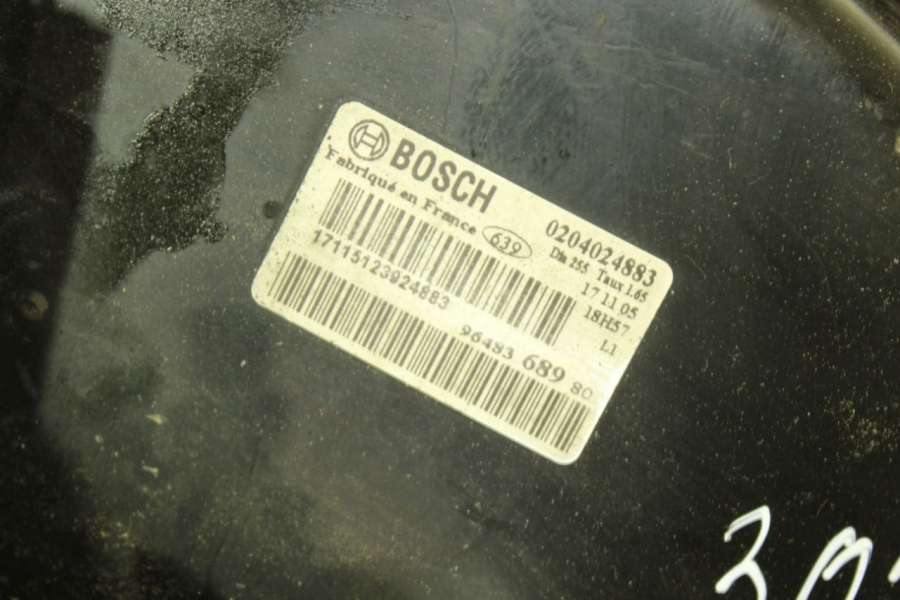 BOSCH
0204024883
Fabriqué en France 639
Dia 255 Taux 1.65
17 11 05
18H57
L1
17115123924883
96483 689 80